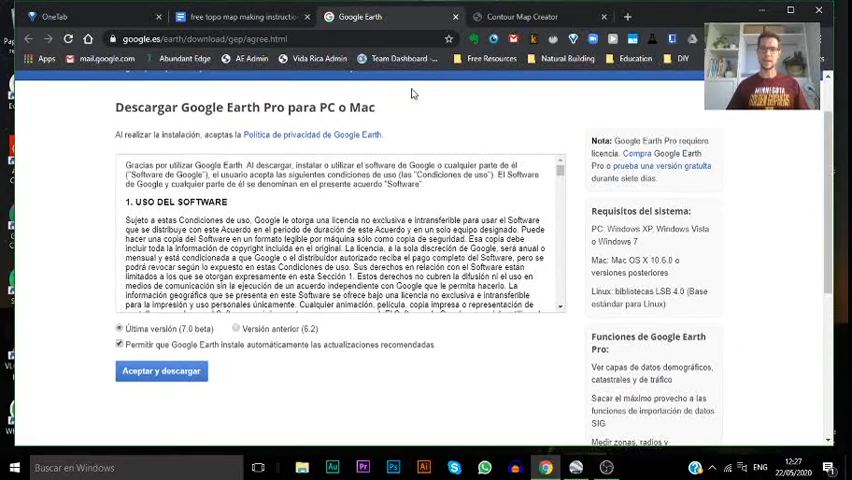 OneTab
free topo map making instruct
Google Earth
Contour Map Creator
google.es/earth/download/gep/agree.html
Apps
mail.google.com
Abundant Edge
AE Admin
Vida Rica Admin
Team Dashboard -...
Free Resources
Natural Building
Education
DIY
MINNESOTA
GOLDEN GOPHERS
Descargar Google Earth Pro para PC o Mac
Al realizar la instalación, aceptas la Política de privacidad de Google Earth.
Gracias por utilizar Google Earth. Al descargar, instalar o utilizar el software de Google o cualquier parte de él
("Software de Google"), el usuario acepta las siguientes condiciones de uso (las "Condiciones de uso"). El Software
de Google y cualquier parte de él se denominan en el presente acuerdo "Software"
1. USO DEL SOFTWARE
Sujeto a estas Condiciones de uso, Google le otorga una licencia no exclusiva e intransferible para usar el Software
que se distribuye con este Acuerdo en el periodo de duración de este Acuerdo y en un solo equipo designado. Puede
hacer una copia del Software en un formato legible por máquina sólo como copia de seguridad. Esa copia debe
incluir toda la información de copyright incluida en el original. La licencia, a la sola discreción de Google, será anual o
mensual y está condicionada a que Google o el distribuidor autorizado reciba el pago completo del precio, pero se
podrá revocar según lo expuesto en estas Condiciones de uso. Sus derechos en relación con el Software están
limitados a los que se otorgan expresamente en esta Sección 1. Estos derechos no cubren la difusión ni el uso en
medios de comunicación sin la ejecución de un acuerdo independiente con Google que le permita hacerlo. La
información geográfica que se presenta en este Software se ofrece bajo una licencia no exclusiva e intransferible
para la impresión y uso personales únicamente. Cualquier animación, película, copia impresa o representación de
Última versión (7.0 beta)
Versión anterior (6.2)
Permitir que Google Earth instale automáticamente las actualizaciones recomendadas
Aceptar y descargar
Nota: Google Earth Pro requiere
licencia. Compra Google Earth
Pro o prueba una versión gratuita
durante siete días.
Requisitos del sistema:
PC: Windows XP, Windows Vista
o Windows 7
Mac: Mac OS X 10.6.0 o
versiones posteriores
Linux: bibliotecas LSB 4.0 (Base
estándar para Linux)
Funciones de Google Earth
Pro:
Ver capas de datos demográficos,
catastrales y de tráfico
Sacar el máximo provecho a las
funciones de importación de datos
SIG
Medir zonas, radios y
Buscar en Windows
Au
Pr
Ps
Ai
ENG
12:27
22/05/2020